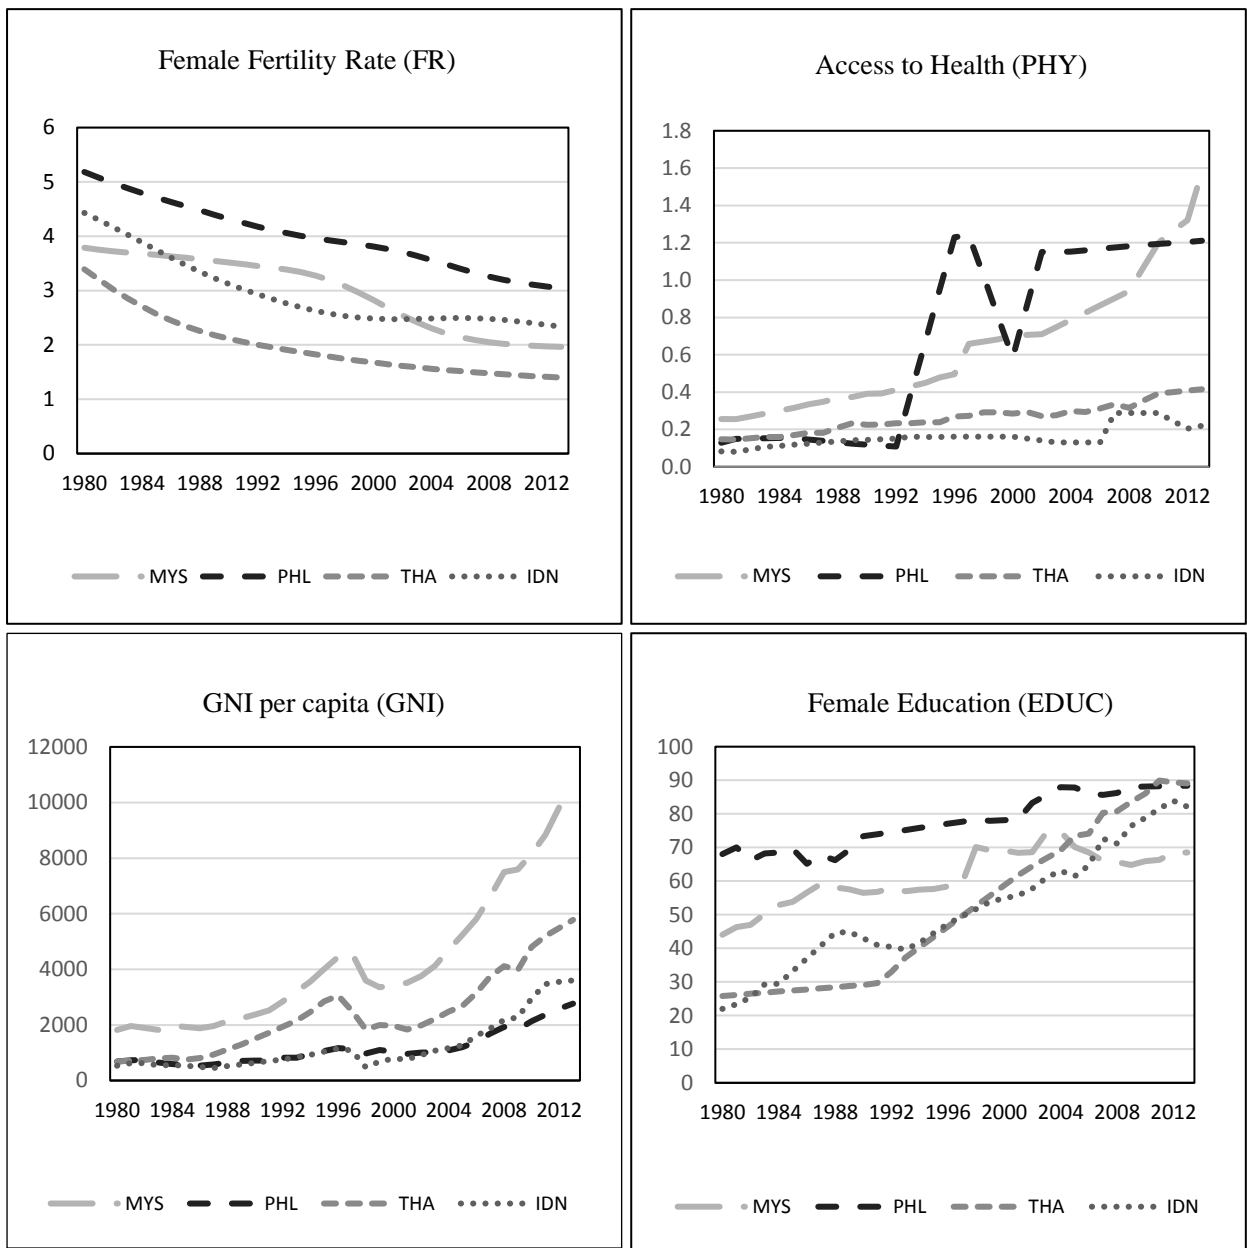 Female Fertility Rate (FR)
6
5
4
3
2
1
0
1980 1984 1988 1992 1996 2000 2004 2008 2012
MYS PHL THA IDN
Access to Health (PHY)
1.8
1.6
1.4
1.2
1.0
0.8
0.6
0.4
0.2
0.0
1980 1984 1988 1992 1996 2000 2004 2008 2012
MYS PHL THA IDN
GNI per capita (GNI)
12000
10000
8000
6000
4000
2000
0
1980 1984 1988 1992 1996 2000 2004 2008 2012
MYS PHL THA IDN
Female Education (EDUC)
100
90
80
70
60
50
40
30
20
10
0
1980 1984 1988 1992 1996 2000 2004 2008 2012
MYS PHL THA IDN